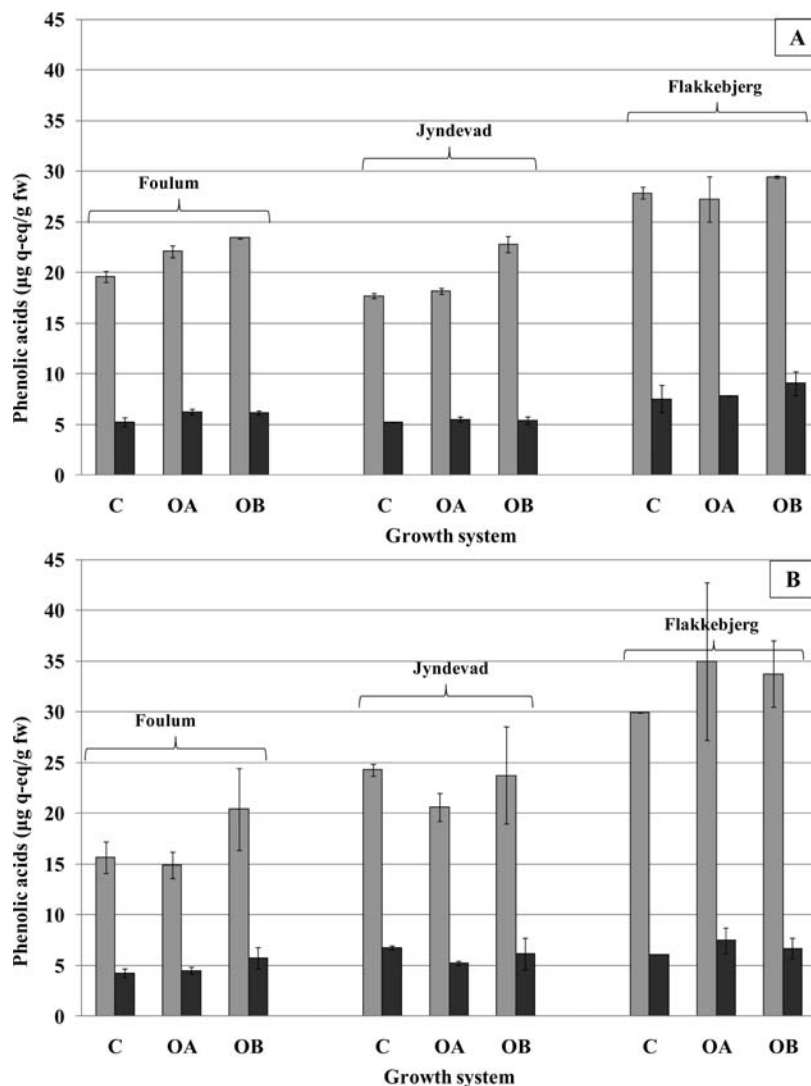 A
Phenolic acids (µg q-eq/g fw)
45
40
35
30
25
20
15
10
5
0
Foulum
Jyndevad
Flakkebjerg
C OA OB C OA OB C OA OB
Growth system
B
Phenolic acids (µg q-eq/g fw)
45
40
35
30
25
20
15
10
5
0
Foulum
Jyndevad
Flakkebjerg
C OA OB C OA OB C OA OB
Growth system